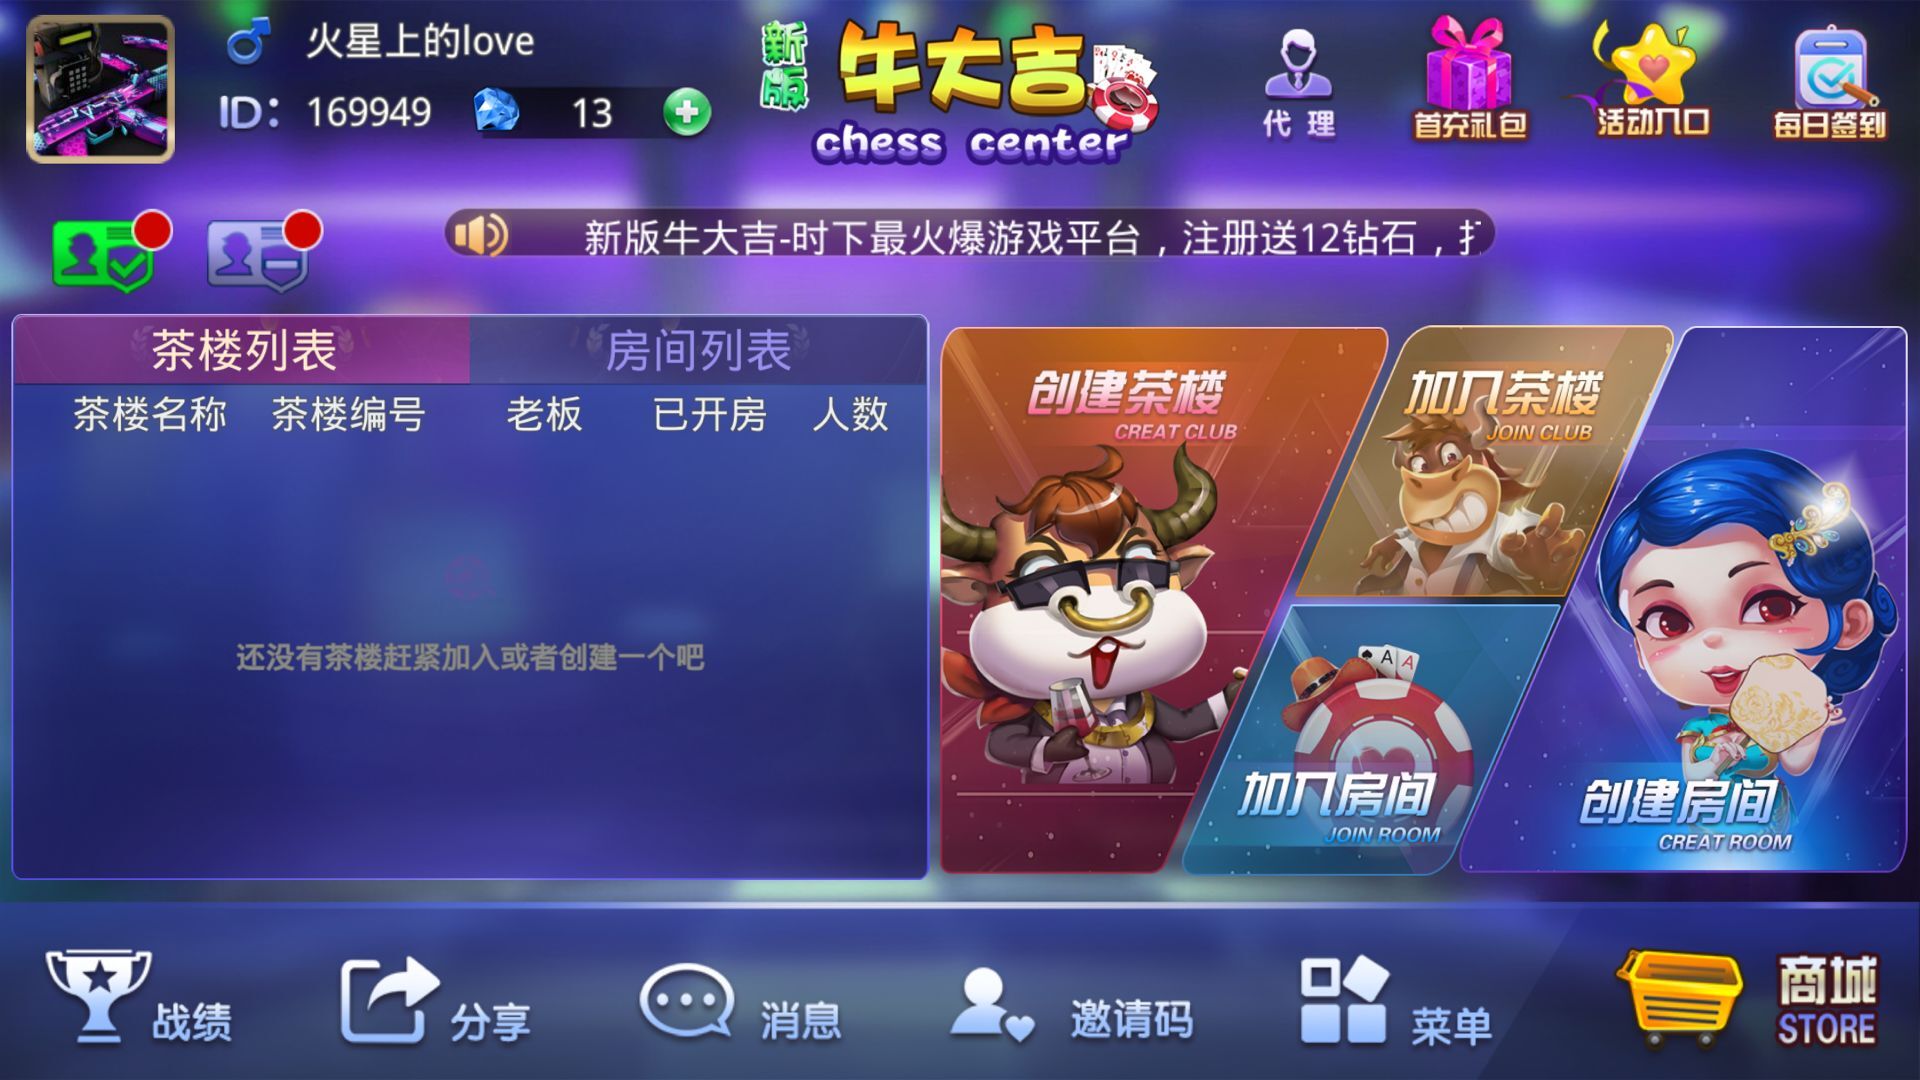 火星上的love
ID: 169949
13
新版
牛大吉
chess center
代理
首充礼包
活动入口
每日签到
新版牛大吉-时下最火爆游戏平台，注册送12钻石，
茶楼列表
房间列表
茶楼名称 茶楼编号 老板 已开房 人数
还没有茶楼赶紧加入或者创建一个吧
创建茶楼
CREAT CLUB
加入茶楼
JOIN CLUB
A A
加入房间
JOIN ROOM
创建房间
CREAT ROOM
战绩
分享
消息
邀请码
菜单
商城
STORE